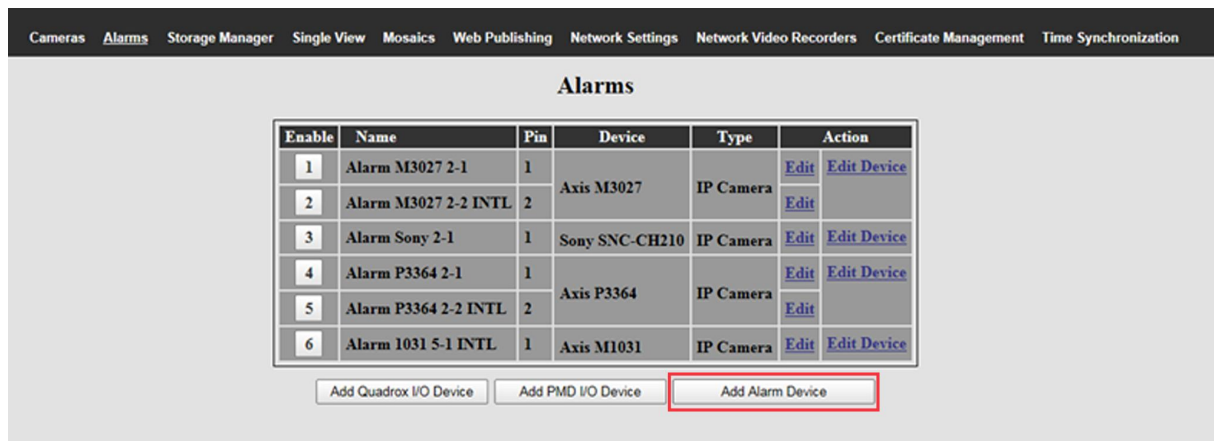 Cameras Alarms Storage Manager Single View Mosaics Web Publishing Network Settings Network Video Recorders Certificate Management Time Synchronization
Alarms
Enable Name Pin Device Type Action
1 Alarm M3027 2-1 1 Axis M3027 IP Camera Edit Edit Device
2 Alarm M3027 2-2 INTL 2 Edit
3 Alarm Sony 2-1 1 Sony SNC-CH210 IP Camera Edit Edit Device
4 Alarm P3364 2-1 1 Axis P3364 IP Camera Edit Edit Device
5 Alarm P3364 2-2 INTL 2 Edit
6 Alarm 1031 5-1 INTL 1 Axis M1031 IP Camera Edit Edit Device
Add Quadrox I/O Device Add PMD I/O Device Add Alarm Device